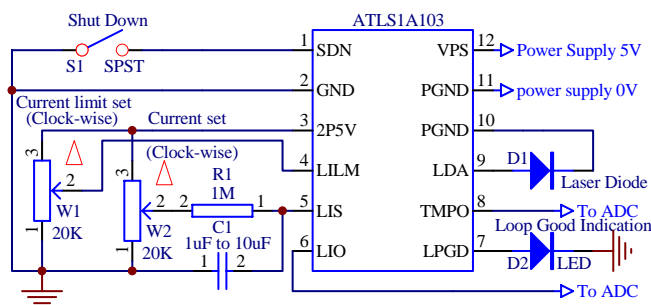 ATLS1A103
Shut Down
S1 SPST
1 SDN VPS 12 Power Supply 5V
2 GND PGND 11 power supply 0V
Current limit set
(Clock-wise)
Current set
(Clock-wise)
3 2P5V PGND 10
4 LILM LDA 9 D1
Laser Diode
3 2 1
W1
20K
3 2 1
W2
20K
R1
1M
2 1
5 LIS TMPO 8 To ADC
C1
1uF to 10uF
1 2
6 LIO LPGD 7
Loop Good Indication
D2 LED
To ADC